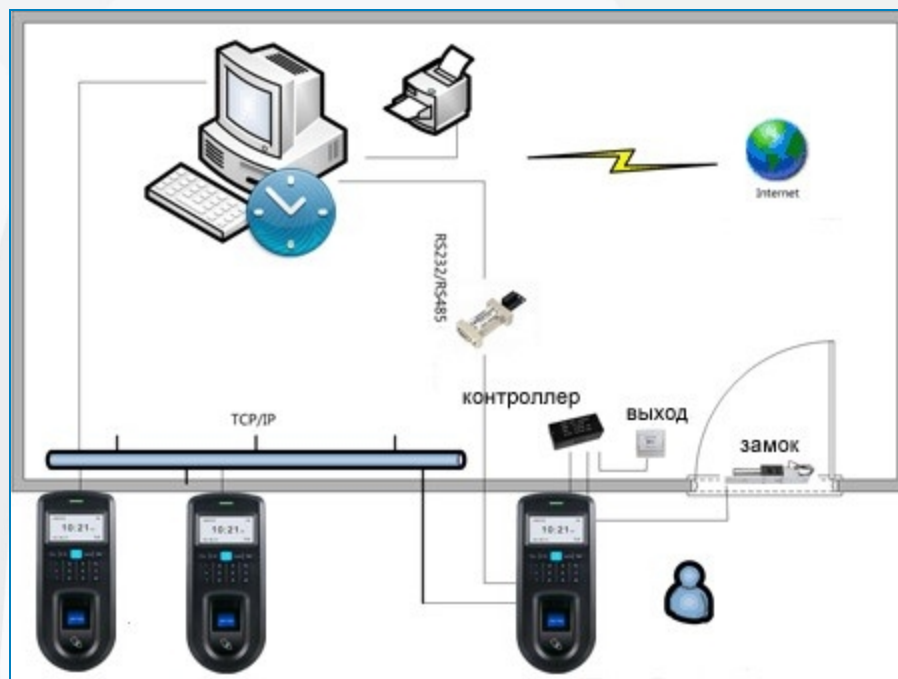 Internet
RS232/RS485
контроллер
выход
TCP/IP
замок
10:21
10:21
10:21